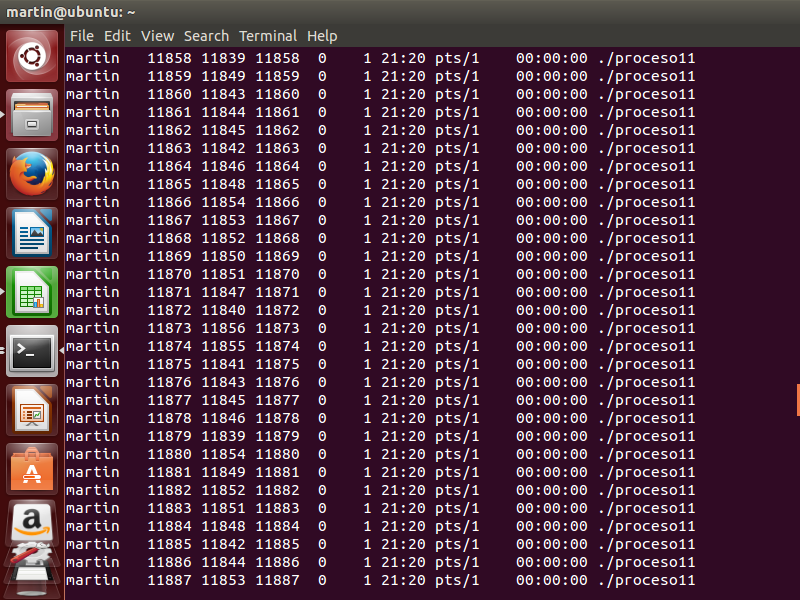 martin@ubuntu: ~
File Edit View Search Terminal Help
martin 11858 11839 11858 0 1 21:20 pts/1 00:00:00 ./proceso11
martin 11859 11849 11859 0 1 21:20 pts/1 00:00:00 ./proceso11
martin 11860 11843 11860 0 1 21:20 pts/1 00:00:00 ./proceso11
martin 11861 11844 11861 0 1 21:20 pts/1 00:00:00 ./proceso11
martin 11862 11845 11862 0 1 21:20 pts/1 00:00:00 ./proceso11
martin 11863 11842 11863 0 1 21:20 pts/1 00:00:00 ./proceso11
martin 11864 11846 11864 0 1 21:20 pts/1 00:00:00 ./proceso11
martin 11865 11848 11865 0 1 21:20 pts/1 00:00:00 ./proceso11
martin 11866 11854 11866 0 1 21:20 pts/1 00:00:00 ./proceso11
martin 11867 11853 11867 0 1 21:20 pts/1 00:00:00 ./proceso11
martin 11868 11852 11868 0 1 21:20 pts/1 00:00:00 ./proceso11
martin 11869 11850 11869 0 1 21:20 pts/1 00:00:00 ./proceso11
martin 11870 11851 11870 0 1 21:20 pts/1 00:00:00 ./proceso11
martin 11871 11847 11871 0 1 21:20 pts/1 00:00:00 ./proceso11
martin 11872 11840 11872 0 1 21:20 pts/1 00:00:00 ./proceso11
martin 11873 11856 11873 0 1 21:20 pts/1 00:00:00 ./proceso11
martin 11874 11855 11874 0 1 21:20 pts/1 00:00:00 ./proceso11
martin 11875 11841 11875 0 1 21:20 pts/1 00:00:00 ./proceso11
martin 11876 11843 11876 0 1 21:20 pts/1 00:00:00 ./proceso11
martin 11877 11845 11877 0 1 21:20 pts/1 00:00:00 ./proceso11
martin 11878 11846 11878 0 1 21:20 pts/1 00:00:00 ./proceso11
martin 11879 11839 11879 0 1 21:20 pts/1 00:00:00 ./proceso11
martin 11880 11854 11880 0 1 21:20 pts/1 00:00:00 ./proceso11
martin 11881 11849 11881 0 1 21:20 pts/1 00:00:00 ./proceso11
martin 11882 11852 11882 0 1 21:20 pts/1 00:00:00 ./proceso11
martin 11883 11851 11883 0 1 21:20 pts/1 00:00:00 ./proceso11
martin 11884 11848 11884 0 1 21:20 pts/1 00:00:00 ./proceso11
martin 11885 11842 11885 0 1 21:20 pts/1 00:00:00 ./proceso11
martin 11886 11844 11886 0 1 21:20 pts/1 00:00:00 ./proceso11
martin 11887 11853 11887 0 1 21:20 pts/1 00:00:00 ./proceso11